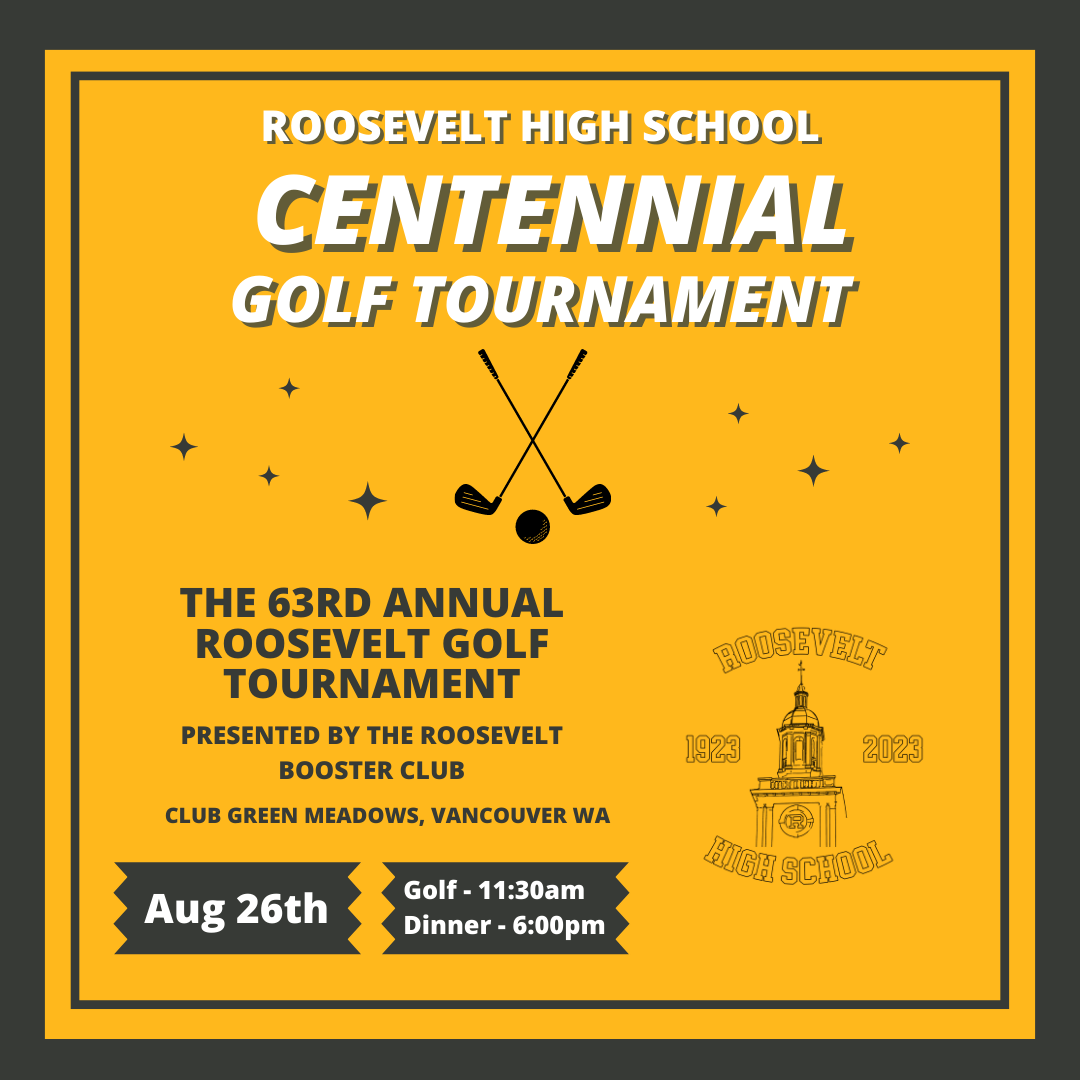 ROOSEVELT HIGH SCHOOL
CENTENNIAL
GOLF TOURNAMENT
THE 63RD ANNUAL
ROOSEVELT GOLF
TOURNAMENT
PRESENTED BY THE ROOSEVELT
BOOSTER CLUB
CLUB GREEN MEADOWS, VANCOUVER WA
Aug 26th
Golf - 11:30am
Dinner - 6:00pm
ROOSEVELT
1923 2023
R
HIGH SCHOOL